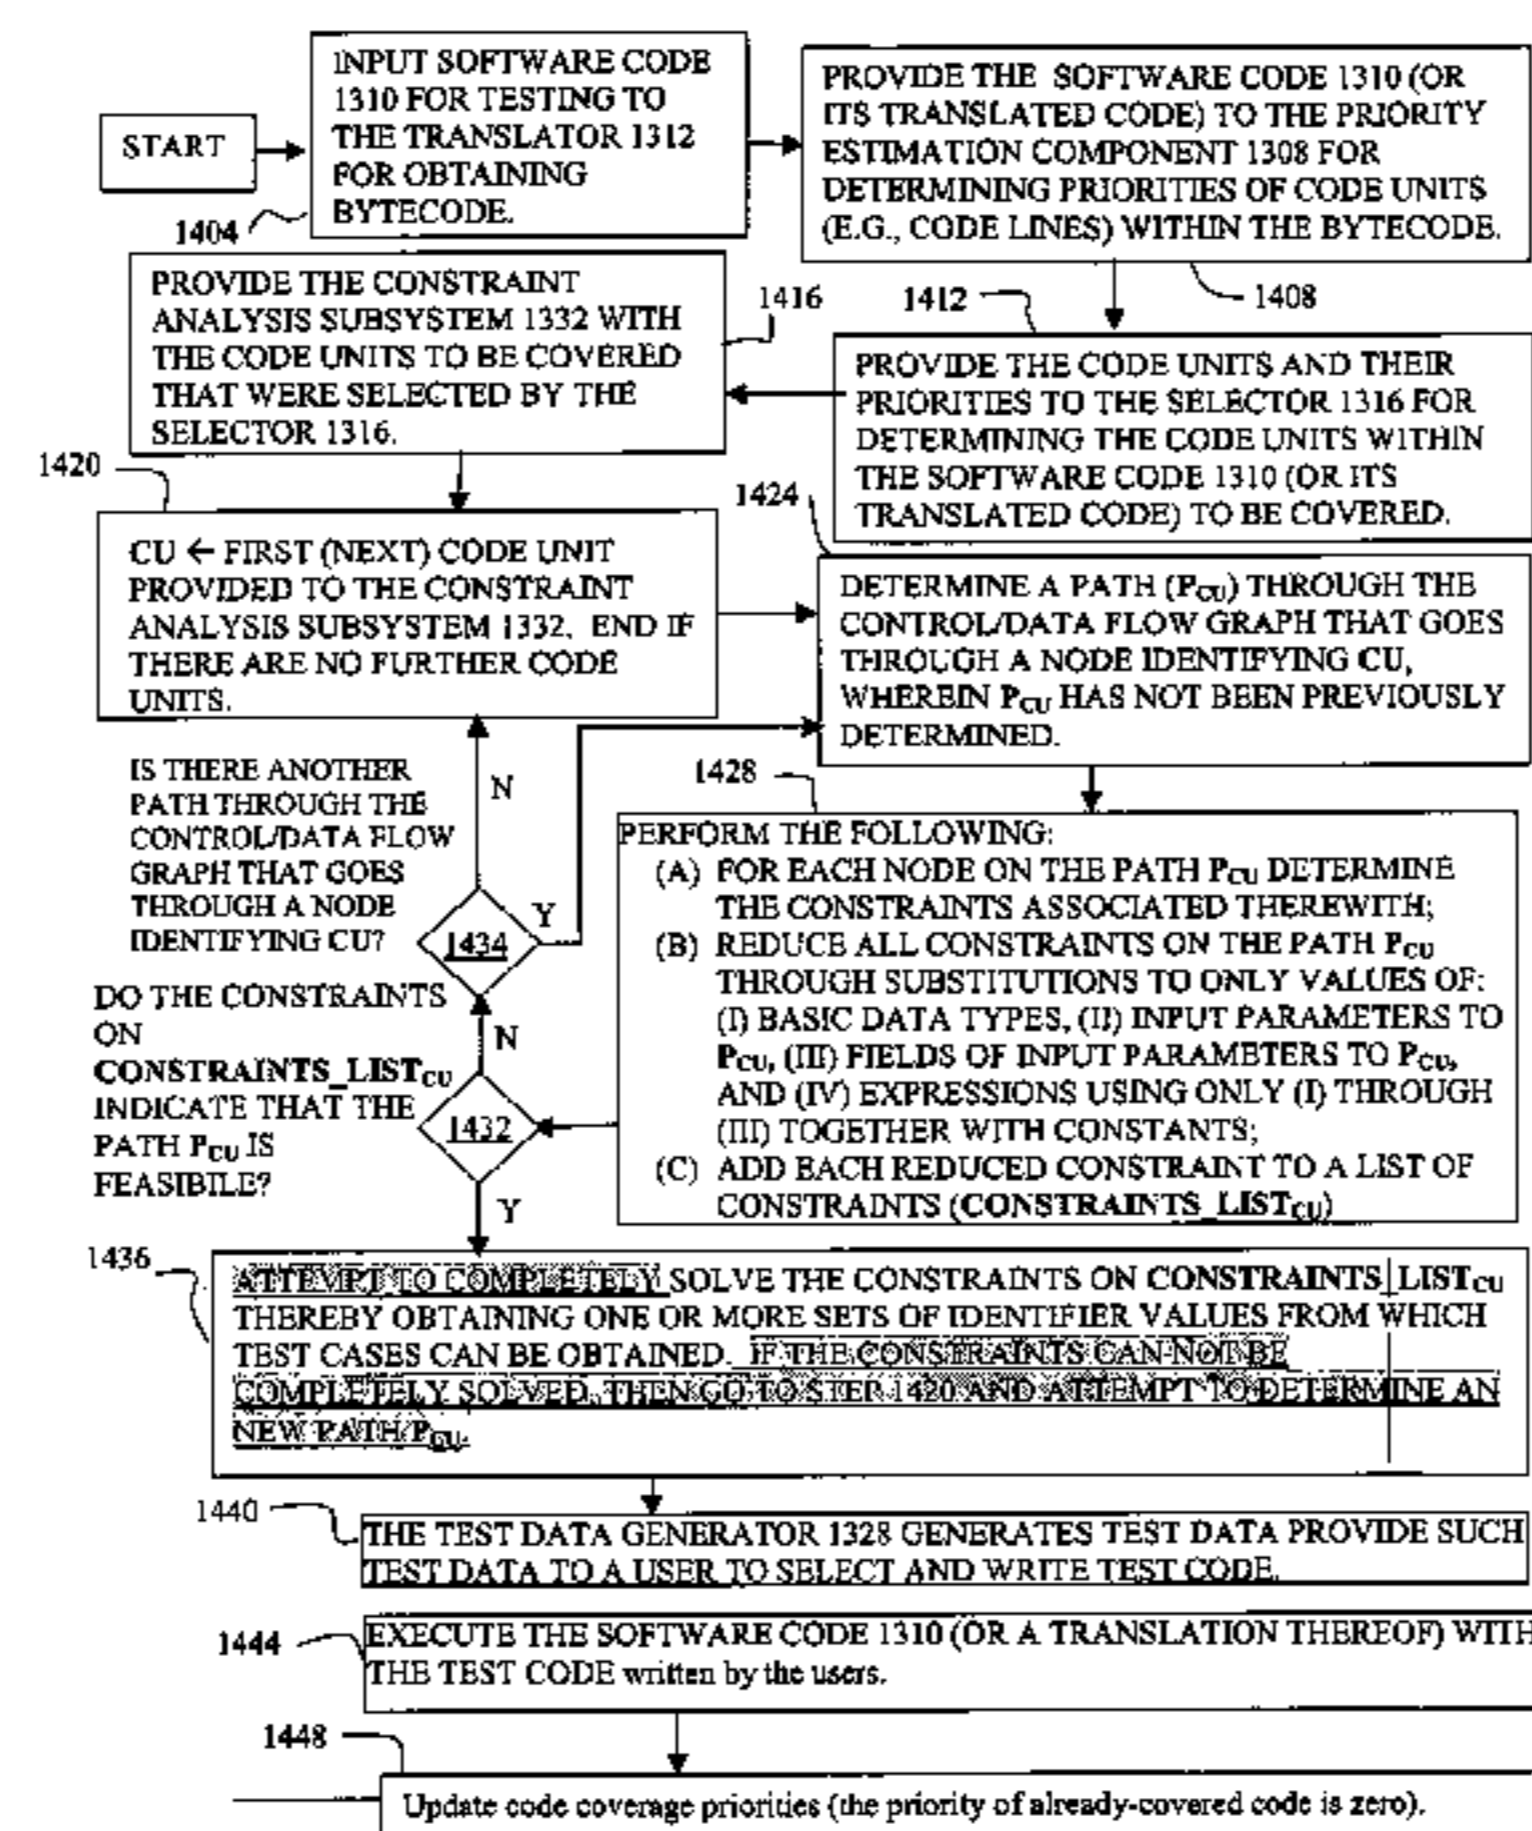 START
INPUT SOFTWARE CODE
1310 FOR TESTING TO
THE TRANSLATOR 1312
FOR OBTAINING
BYTECODE.
1404
PROVIDE THE SOFTWARE CODE 1310 (OR
ITS TRANSLATED CODE) TO THE PRIORITY
ESTIMATION COMPONENT 1308 FOR
DETERMINING PRIORITIES OF CODE UNITS
(E.G., CODE LINES) WITHIN THE BYTECODE.
1408
1412
PROVIDE THE CODE UNITS AND THEIR
PRIORITIES TO THE SELECTOR 1316 FOR
DETERMINING THE CODE UNITS WITHIN
THE SOFTWARE CODE 1310 (OR ITS
TRANSLATED CODE) TO BE COVERED.
1416
PROVIDE THE CONSTRAINT
ANALYSIS SUBSYSTEM 1332 WITH
THE CODE UNITS TO BE COVERED
THAT WERE SELECTED BY THE
SELECTOR 1316.
1420
CU ← FIRST (NEXT) CODE UNIT
PROVIDED TO THE CONSTRAINT
ANALYSIS SUBSYSTEM 1332. END IF
THERE ARE NO FURTHER CODE
UNITS.
1424
DETERMINE A PATH (PCU) THROUGH THE
CONTROL/DATA FLOW GRAPH THAT GOES
THROUGH A NODE IDENTIFYING CU,
WHEREIN PCU HAS NOT BEEN PREVIOUSLY
DETERMINED.
1428
PERFORM THE FOLLOWING:
(A) FOR EACH NODE ON THE PATH PCU DETERMINE
THE CONSTRAINTS ASSOCIATED THEREWITH;
(B) REDUCE ALL CONSTRAINTS ON THE PATH PCU
THROUGH SUBSTITUTIONS TO ONLY VALUES OF:
(I) BASIC DATA TYPES, (II) INPUT PARAMETERS TO
PCU, (III) FIELDS OF INPUT PARAMETERS TO PCU,
AND (IV) EXPRESSIONS USING ONLY (I) THROUGH
(III) TOGETHER WITH CONSTANTS;
(C) ADD EACH REDUCED CONSTRAINT TO A LIST OF
CONSTRAINTS (CONSTRAINTS_LISTCU)
IS THERE ANOTHER
PATH THROUGH THE
CONTROL/DATA FLOW
GRAPH THAT GOES
THROUGH A NODE
IDENTIFYING CU?
N
Y
1434
DO THE CONSTRAINTS
ON
CONSTRAINTS_LISTCU
INDICATE THAT THE
PATH PCU IS
FEASIBILE?
N
1432
Y
1436
ATTEMPT TO COMPLETELY SOLVE THE CONSTRAINTS ON CONSTRAINTS_LISTCU
THEREBY OBTAINING ONE OR MORE SETS OF IDENTIFIER VALUES FROM WHICH
TEST CASES CAN BE OBTAINED. IF THE CONSTRAINTS CAN NOT BE
COMPLETELY SOLVED, THEN GO TO STEP 1420 AND ATTEMPT TO DETERMINE AN
NEW PATH PCU.
1440
THE TEST DATA GENERATOR 1328 GENERATES TEST DATA PROVIDE SUCH
TEST DATA TO A USER TO SELECT AND WRITE TEST CODE.
1444
EXECUTE THE SOFTWARE CODE 1310 (OR A TRANSLATION THEREOF) WITH
THE TEST CODE written by the users.
1448
Update code coverage priorities (the priority of already-covered code is zero).